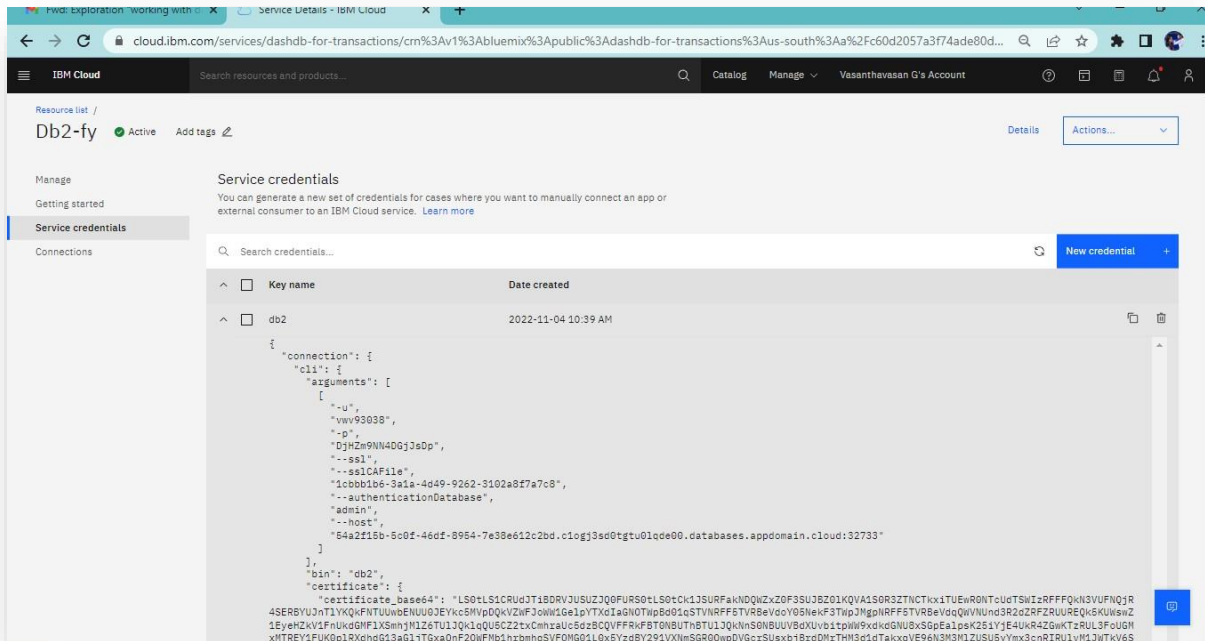 Fwd: Exploration "working with
Service Details - IBM Cloud
cloud.ibm.com/services/dashdb-for-transactions/crn%3Av1%3Abluemix%3Apublic%3Adashdb-for-transactions%3Aus-south%3Aa%2Fc60d2057a3f74ade80d...
IBM Cloud
Search resources and products...
Catalog
Manage
Vasanthavasan G's Account
Resource list /
Db2-fy
Active
Add tags
Details
Actions...
Manage
Getting started
Service credentials
Connections
Service credentials
You can generate a new set of credentials for cases where you want to manually connect an app or
external consumer to an IBM Cloud service. Learn more
Search credentials...
New credential +
Key name
Date created
db2
2022-11-04 10:39 AM
{
"connection": {
"cli": {
"arguments": [
[
"-u",
"vwv93038",
"-p",
"DjHZm9NN4DGjJsDp",
"--ssl",
"--sslCAFile",
"1cbbb1b6-3a1a-4d49-9262-3102a8f7a7c8",
"--authenticationDatabase",
"admin",
"--host",
"54a2f15b-5c0f-46df-8954-7e38e612c2bd.c1ogj3sd0tgtu0lqde00.databases.appdomain.cloud:32733"
]
],
"bin": "db2",
"certificate": {
"certificate_base64":